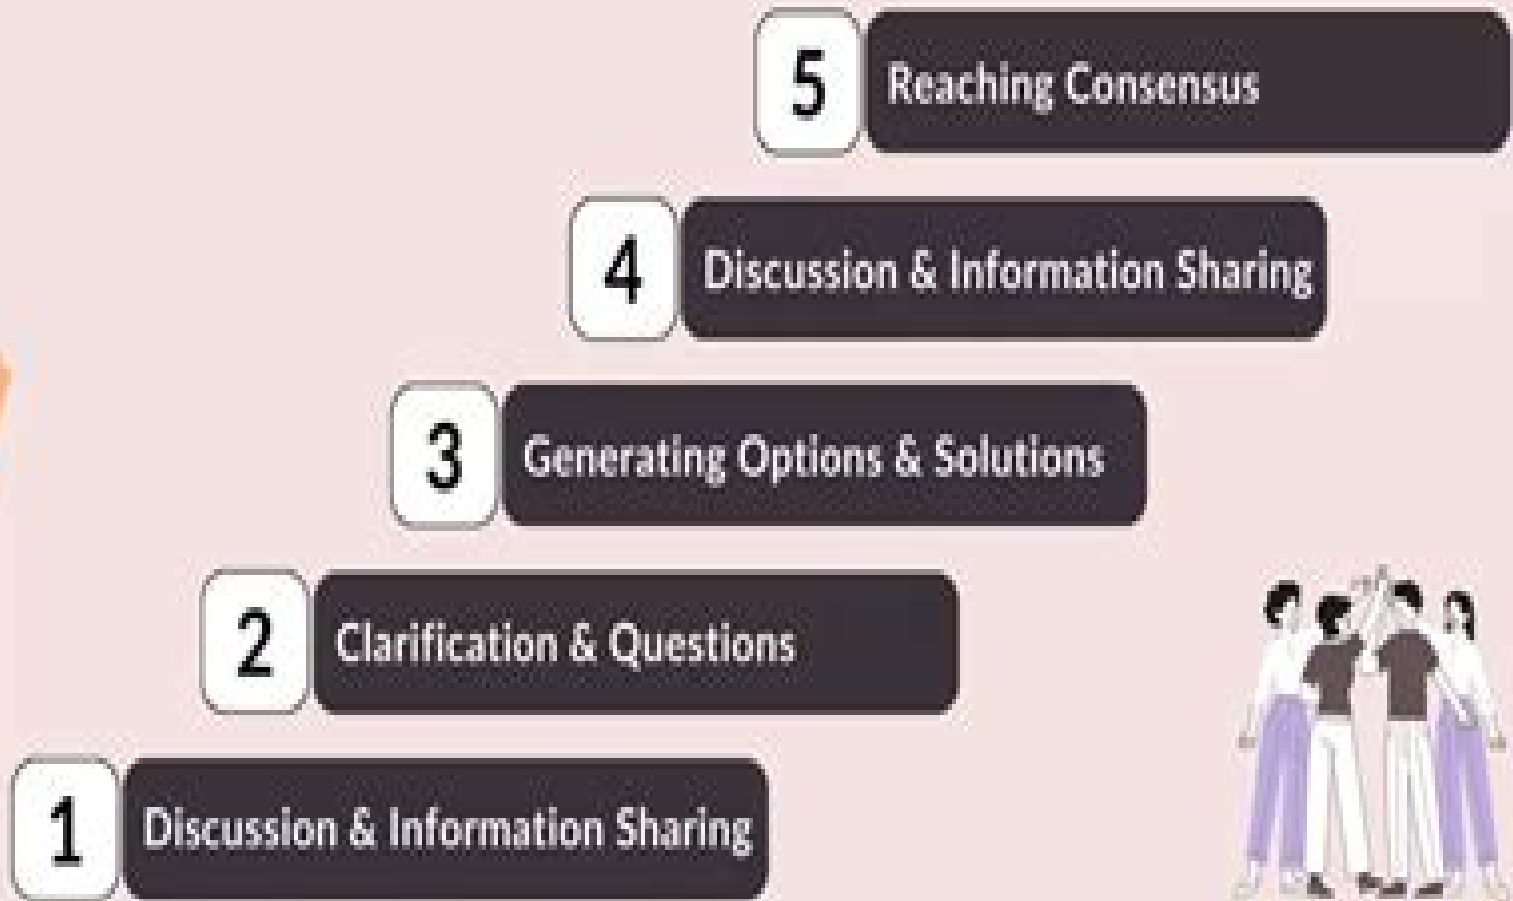 5 Reaching Consensus
4 Discussion & Information Sharing
3 Generating Options & Solutions
2 Clarification & Questions
1 Discussion & Information Sharing